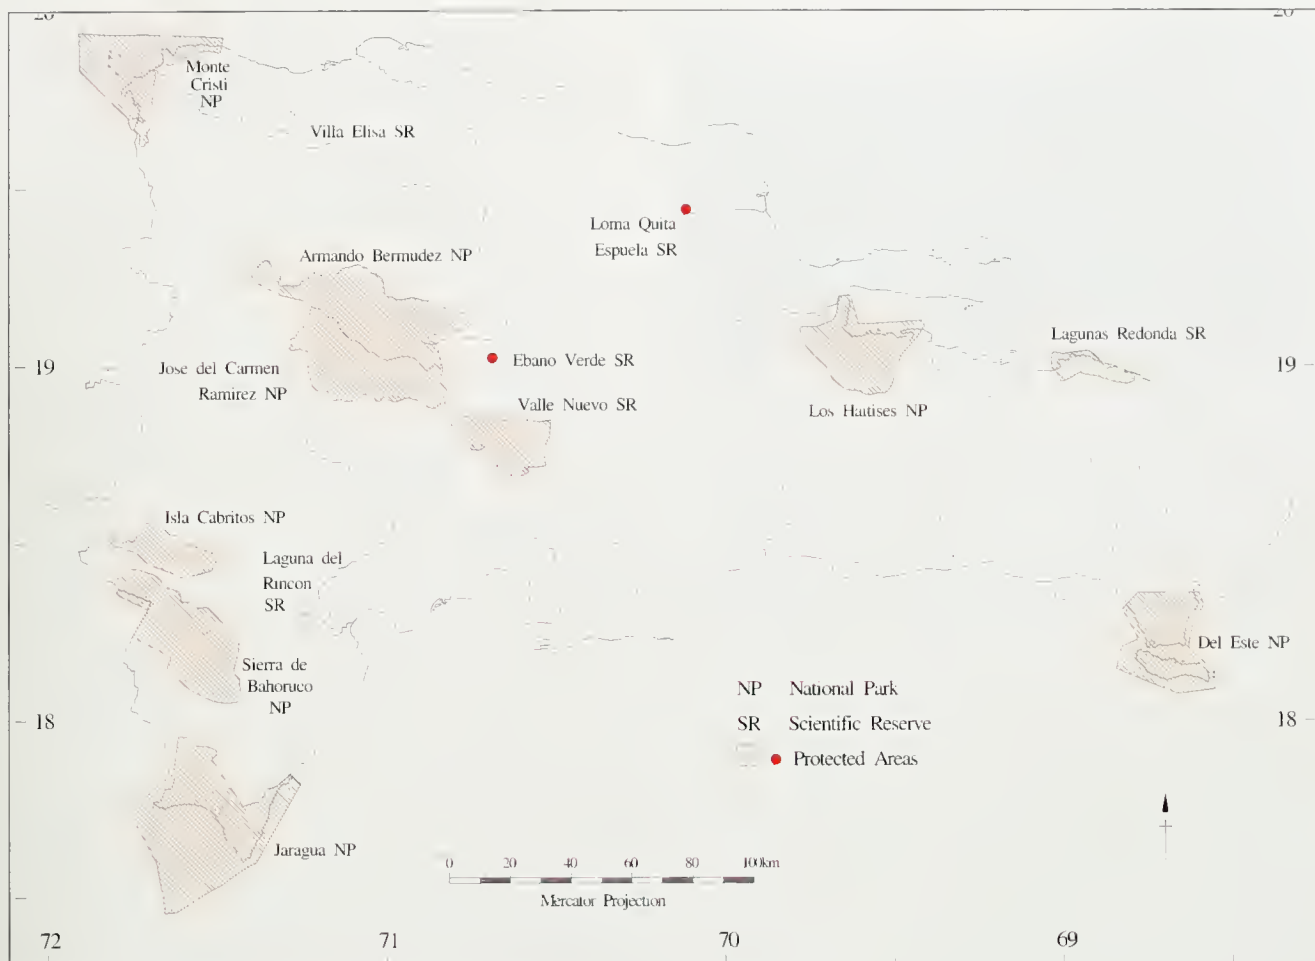 20
20
Monte
Cristi
NP
Villa Elisa SR
Loma Quita
Espuela SR
Armando Bermudez NP
Lagunas Redonda SR
19
Ebano Verde SR
19
Jose del Carmen
Ramirez NP
Valle Nuevo SR
Los Haitises NP
Isla Cabritos NP
Laguna del
Rincon
SR
Del Este NP
Sierra de
Bahoruco
NP
NP National Park
18
SR Scientific Reserve
18
Protected Areas
Jaragua NP
0 20 40 60 80 100km
Mercator Projection
72 71 70 69